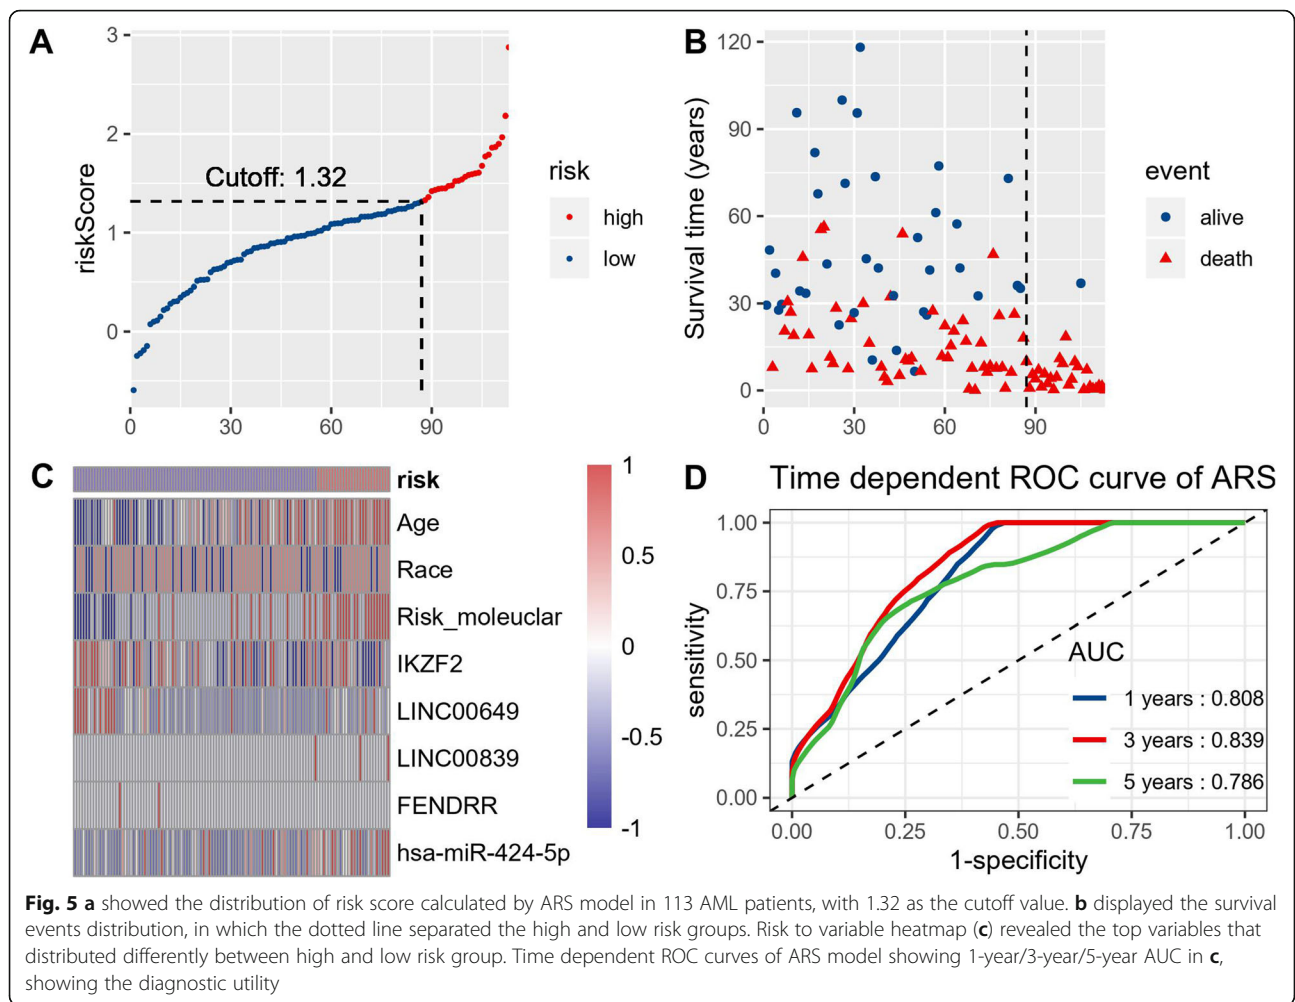 A
3
2
1
0
riskScore
Cutoff: 1.32
0 30 60 90
risk
high
low
B
120
90
60
30
0
Survival time (years)
0 30 60 90
event
alive
death
C
risk
Age
Race
Risk_moleuclar
IKZF2
LINC00649
LINC00839
FENDRR
hsa-miR-424-5p
1
0.5
0
-0.5
-1
D
Time dependent ROC curve of ARS
1.00
0.75
0.50
0.25
0.00
sensitivity
AUC
1 years : 0.808
3 years : 0.839
5 years : 0.786
0.00 0.25 0.50 0.75 1.00
1-specificity
Fig. 5 a showed the distribution of risk score calculated by ARS model in 113 AML patients, with 1.32 as the cutoff value. b displayed the survival
events distribution, in which the dotted line separated the high and low risk groups. Risk to variable heatmap (c) revealed the top variables that
distributed differently between high and low risk group. Time dependent ROC curves of ARS model showing 1-year/3-year/5-year AUC in c,
showing the diagnostic utility